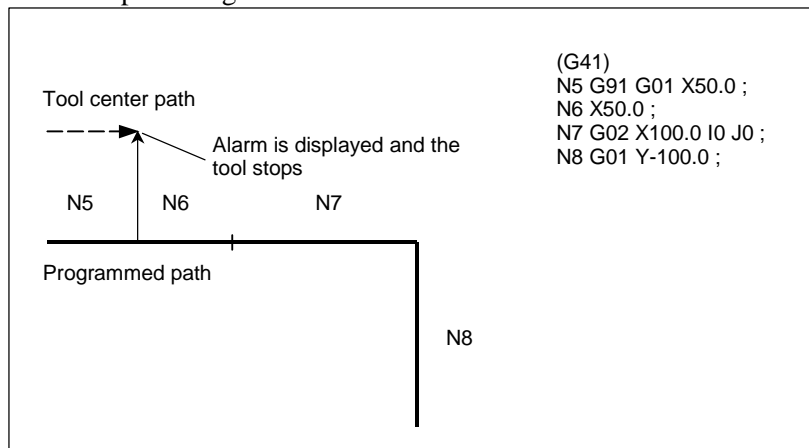 (G41)
N5 G91 G01 X50.0 ;
N6 X50.0 ;
N7 G02 X100.0 I0 J0 ;
N8 G01 Y-100.0 ;
Tool center path
Alarm is displayed and the
tool stops
N5
N6
N7
Programmed path
N8